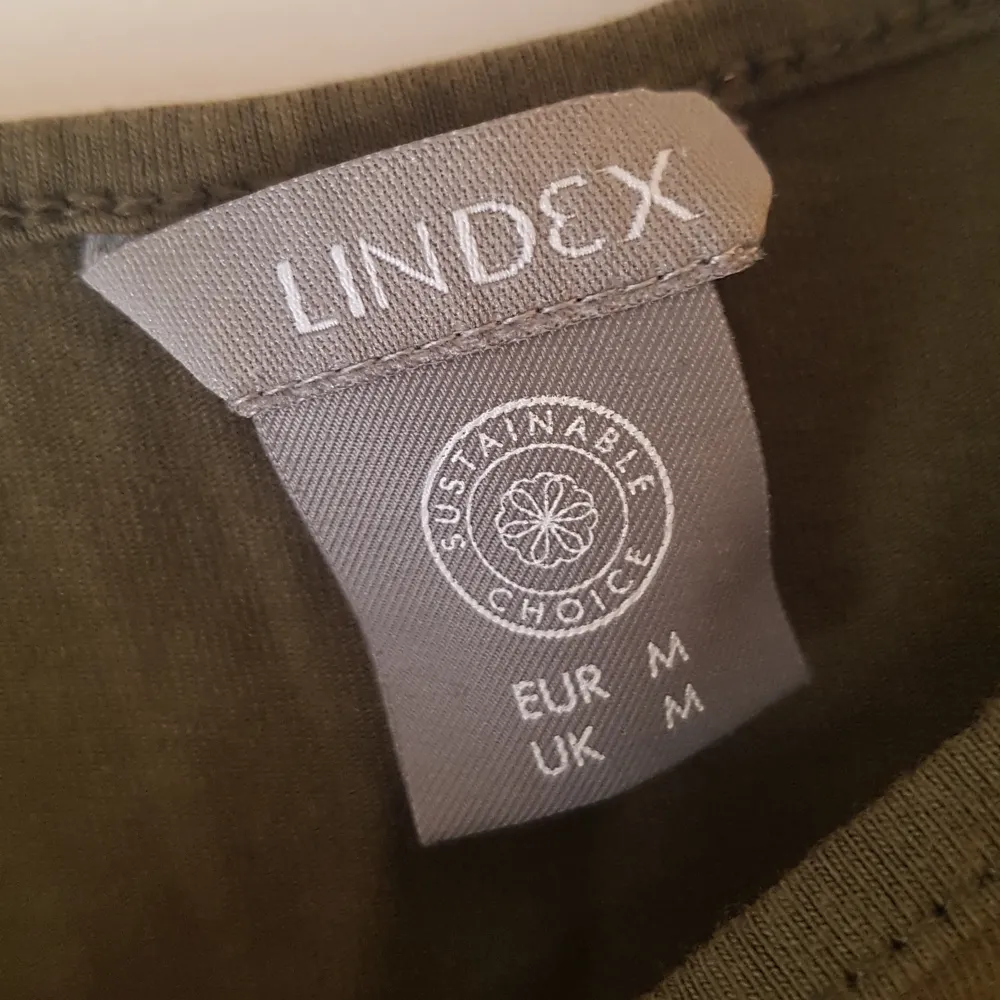 LINDEX
SUSTAINABLE
CHOICE
EUR M
UK M